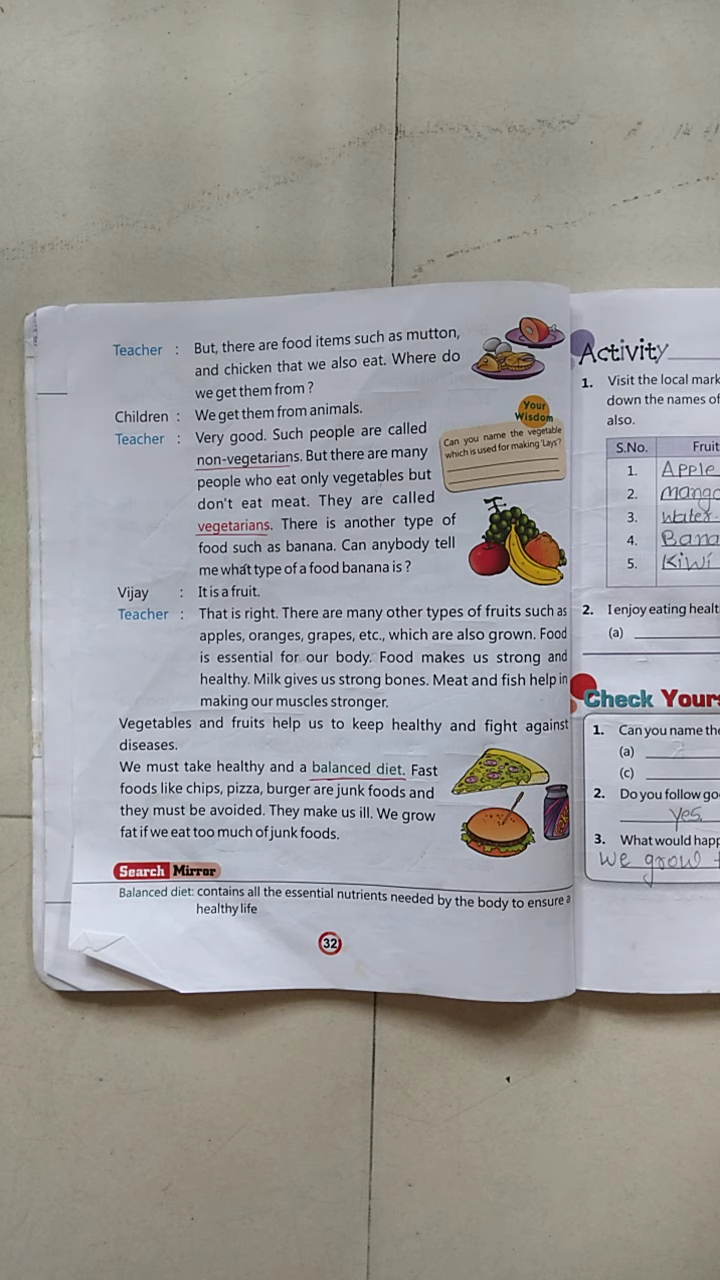 Teacher : But, there are food items such as mutton,
and chicken that we also eat. Where do
we get them from ?
Children : We get them from animals.
Teacher : Very good. Such people are called
non-vegetarians. But there are many
people who eat only vegetables but
don't eat meat. They are called
vegetarians. There is another type of
food such as banana. Can anybody tell
me what type of a food banana is ?
Your
Wisdom
Can you name the vegetable
which is used for making 'Lays'?
Vijay : It is a fruit.
Teacher : That is right. There are many other types of fruits such as
apples, oranges, grapes, etc., which are also grown. Food
is essential for our body. Food makes us strong and
healthy. Milk gives us strong bones. Meat and fish help in
making our muscles stronger.
Vegetables and fruits help us to keep healthy and fight against
diseases.
We must take healthy and a balanced diet. Fast
foods like chips, pizza, burger are junk foods and
they must be avoided. They make us ill. We grow
fat if we eat too much of junk foods.
Search Mirror
Balanced diet: contains all the essential nutrients needed by the body to ensure a
healthy life
32
Activity
1. Visit the local mark
down the names of
also.
S.No. Fruit
1. Apple
2. Mango
3. Water
4. Bana
5. Kiwi
2. I enjoy eating healt
(a)
Check Yours
1. Can you name the
(a)
(c)
2. Do you follow go
yes
3. What would happ
we grow